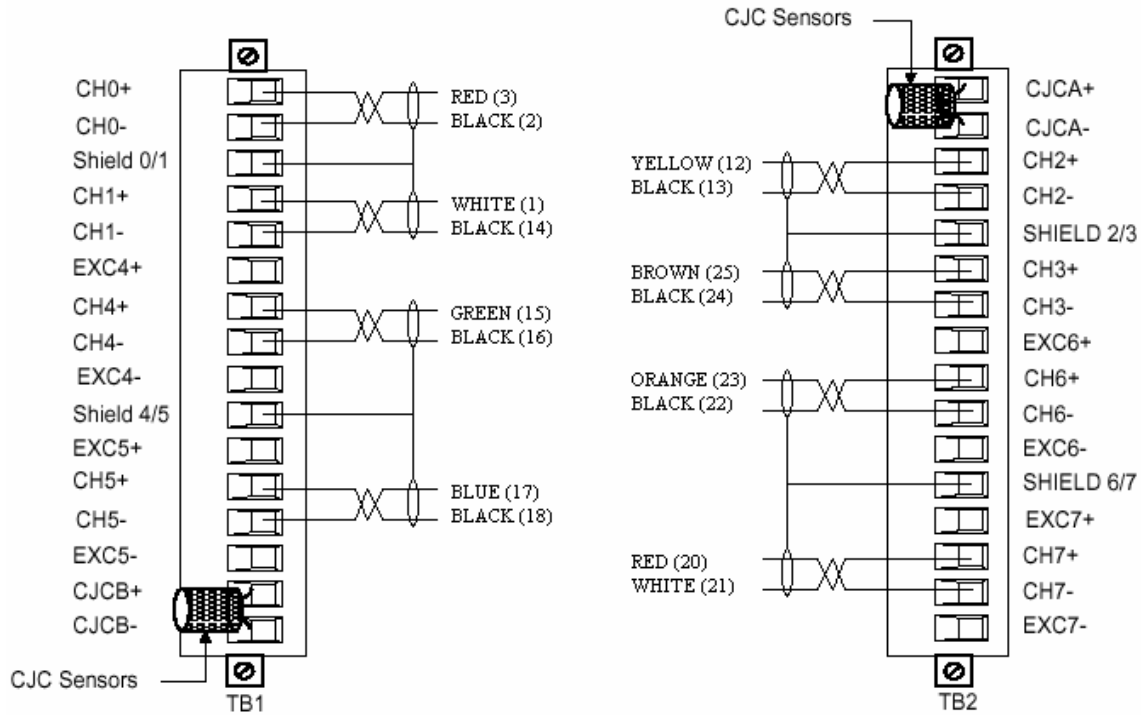 CJC Sensors
CH0+
CH0-
Shield 0/1
CH1+
CH1-
EXC4+
CH4+
CH4-
EXC4-
Shield 4/5
EXC5+
CH5+
CH5-
EXC5-
CJCB+
CJCB-
CJC Sensors
TB1
RED (3)
BLACK (2)
WHITE (1)
BLACK (14)
GREEN (15)
BLACK (16)
BLUE (17)
BLACK (18)
YELLOW (12)
BLACK (13)
BROWN (25)
BLACK (24)
ORANGE (23)
BLACK (22)
RED (20)
WHITE (21)
CJCA+
CJCA-
CH2+
CH2-
SHIELD 2/3
CH3+
CH3-
EXC6+
CH6+
CH6-
EXC6-
SHIELD 6/7
EXC7+
CH7+
CH7-
EXC7-
TB2